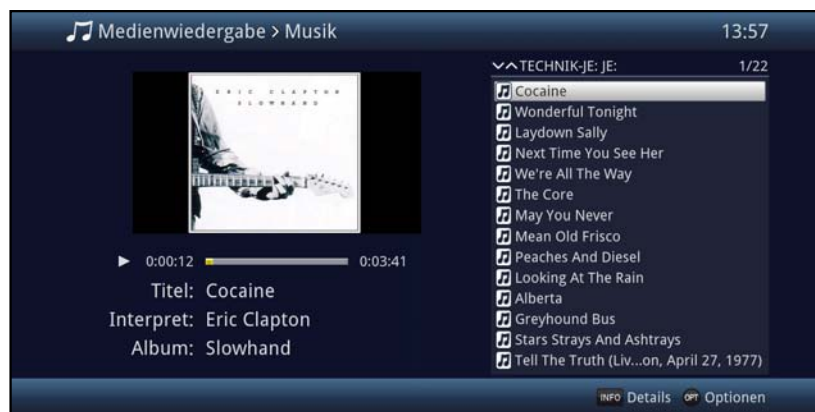 Medienwiedergabe > Musik
13:57
ERIC CLAPTON
SLOWHAND
0:00:12
0:03:41
Titel: Cocaine
Interpret: Eric Clapton
Album: Slowhand
TECHNIK-JE: JE:
1/22
Cocaine
Wonderful Tonight
Laydown Sally
Next Time You See Her
We're All The Way
The Core
May You Never
Mean Old Frisco
Peaches And Diesel
Looking At The Rain
Alberta
Greyhound Bus
Stars Strays And Ashtrays
Tell The Truth (Liv...on, April 27, 1977)
INFO Details OPT Optionen